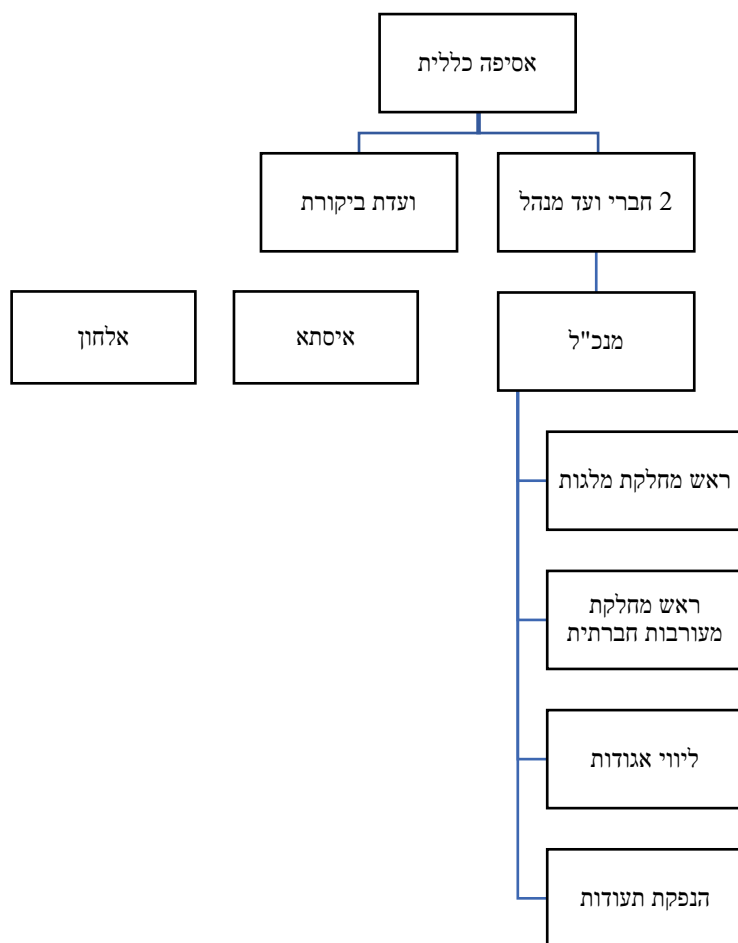 אסיפה כללית
2 חברי ועד מנהל
ועדת ביקורת
מנכ"ל
איסתא
אלחון
ראש מחלקת מלגות
ראש מחלקת
מעורבות חברתית
ליווי אגודות
הנפקת תעודות